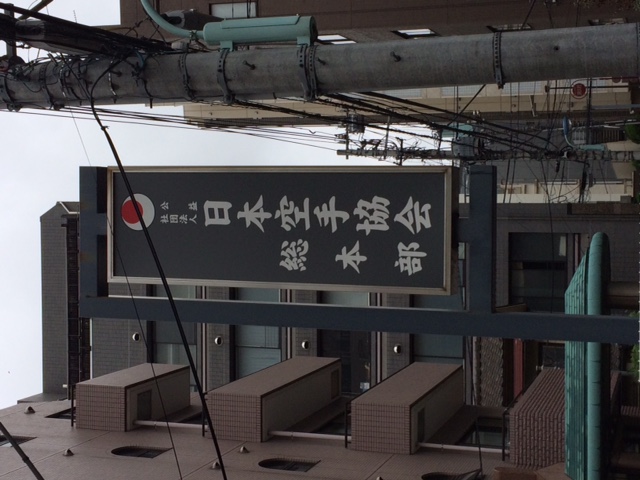 公益
社団法人
日本空手協会
総本部